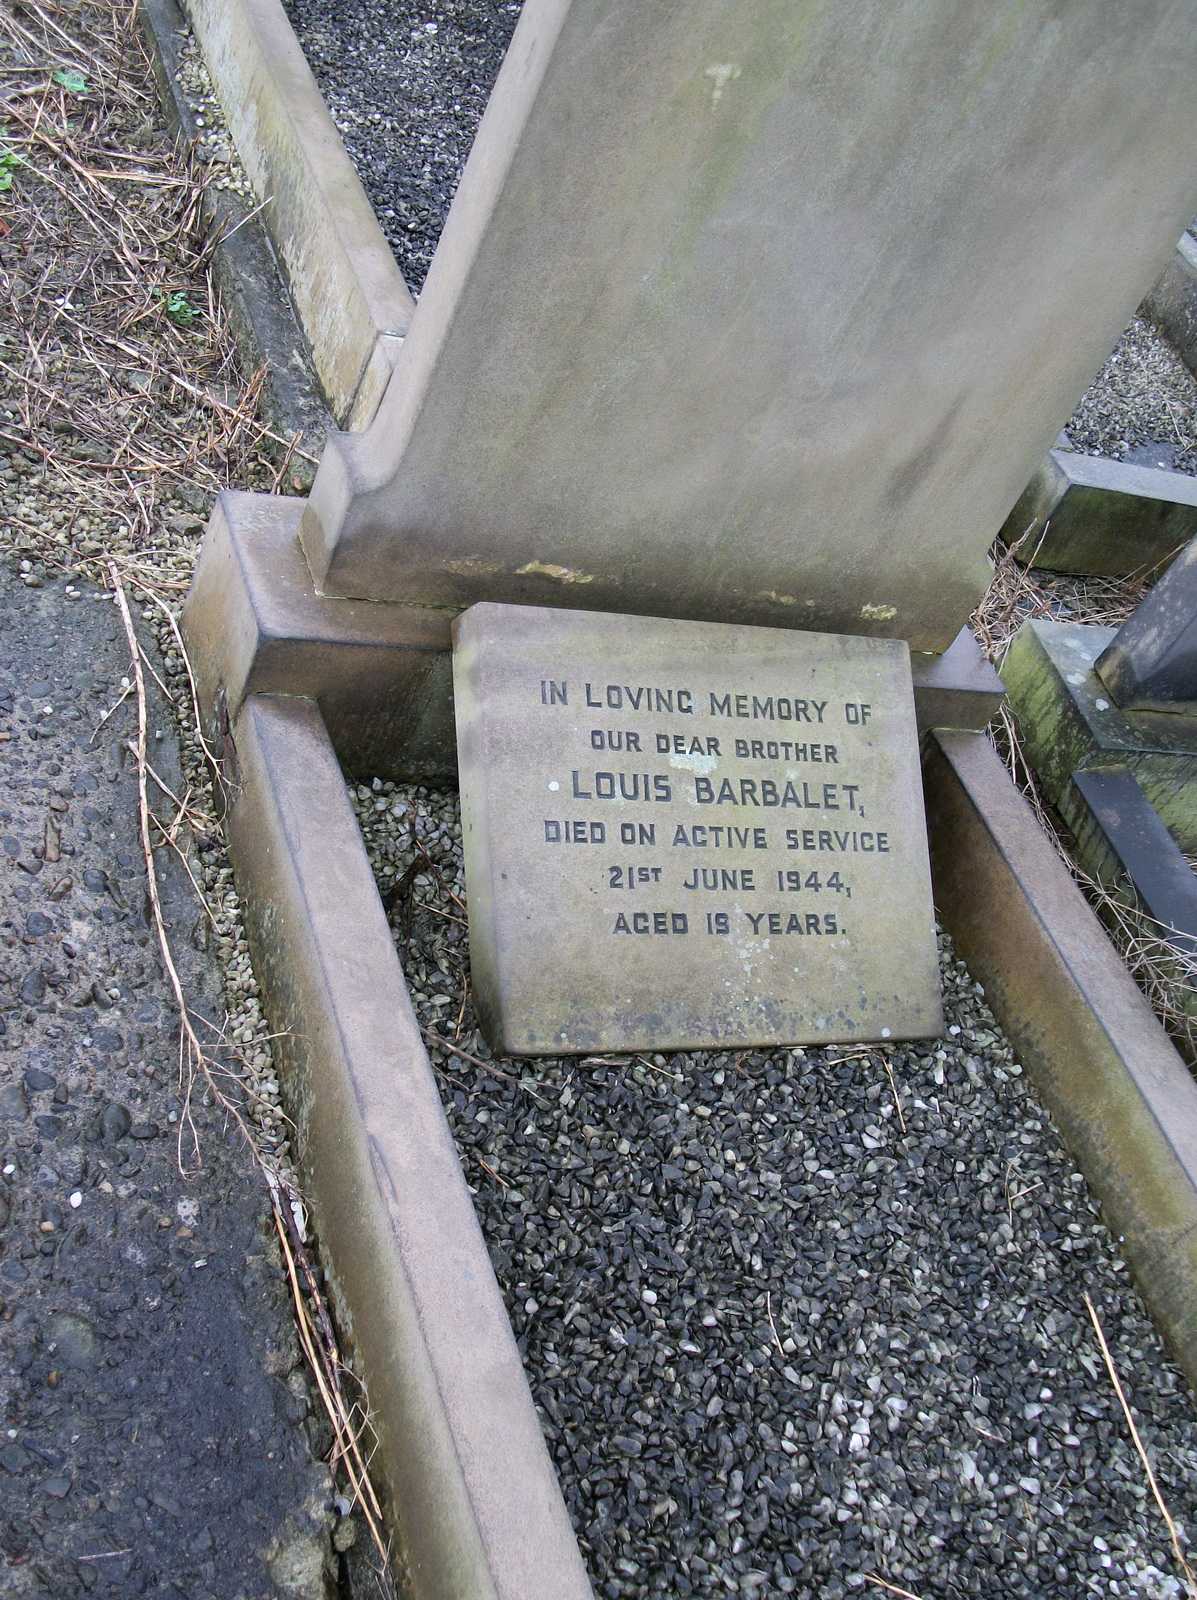 IN LOVING MEMORY OF
OUR DEAR BROTHER
LOUIS BARBALET,
DIED ON ACTIVE SERVICE
21ST JUNE 1944,
AGED 19 YEARS.